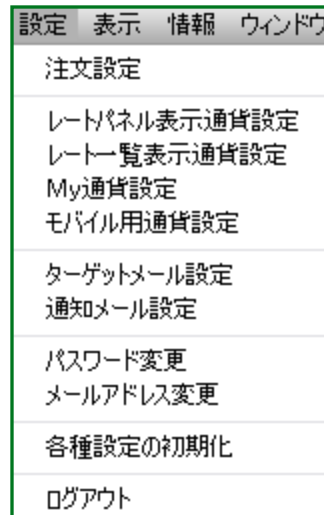 設定 表示 情報 ウィンドウ
注文設定
レートパネル表示通貨設定
レート一覧表示通貨設定
My通貨設定
モバイル用通貨設定
ターゲットメール設定
通知メール設定
パスワード変更
メールアドレス変更
各種設定の初期化
ログアウト